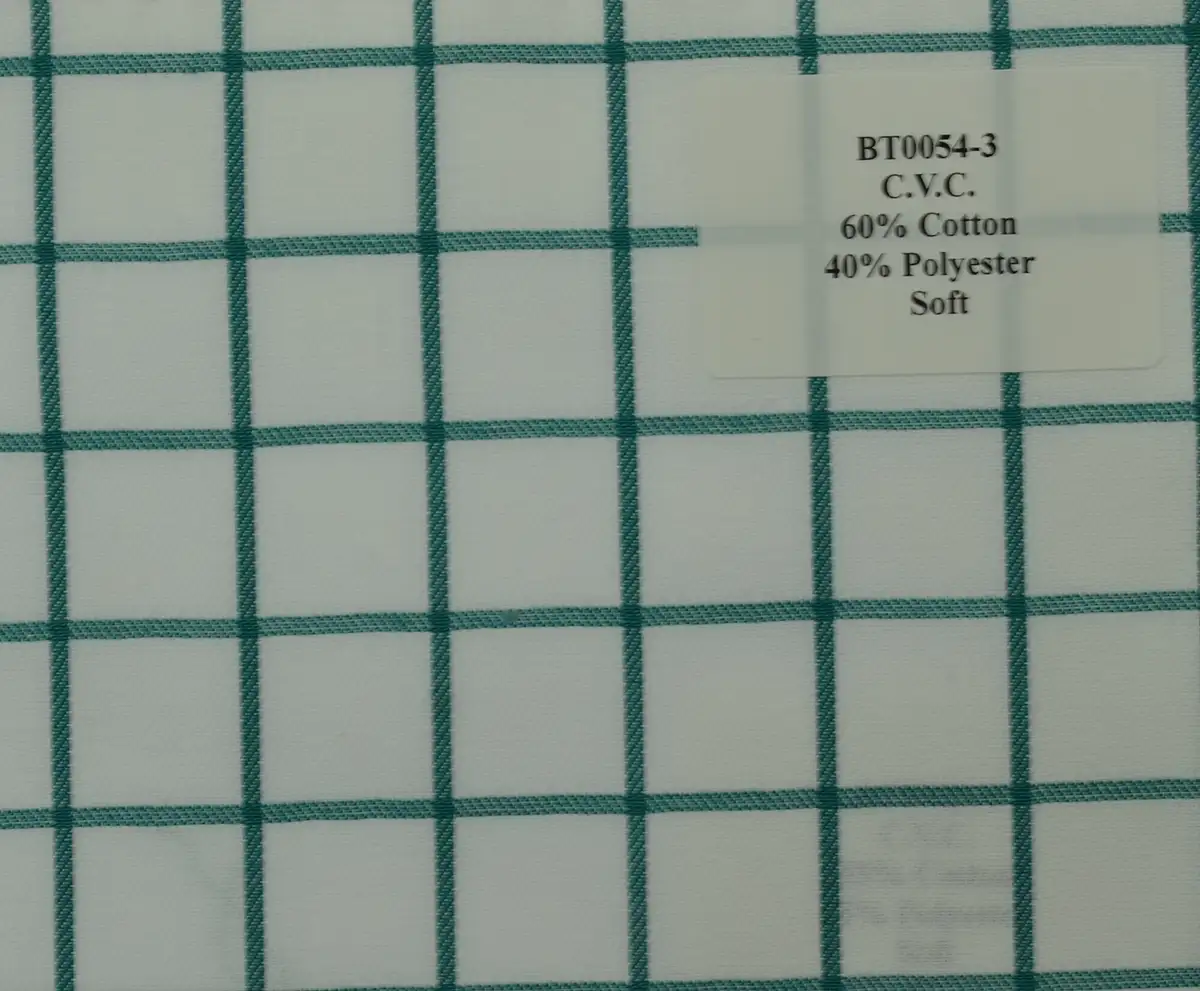 BT0054-3
C.V.C.
60% Cotton
40% Polyester
Soft